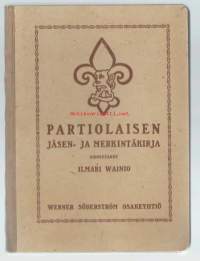 PARTIOLAISEN
JÄSEN- JA MERKINTÄKIRJA
ILMARI WAINIO
WERNER SÖDERSTRÖM OSAKEYHTIÖ